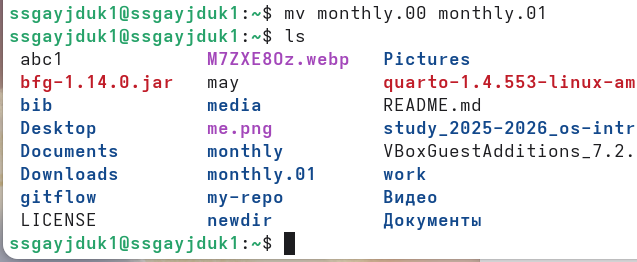 ssgayjduk1@ssgayjduk1:~$ mv monthly.00 monthly.01
ssgayjduk1@ssgayjduk1:~$ ls
abc1 M7ZXE8Oz.webp Pictures
bfg-1.14.0.jar may quarto-1.4.553-linux-am
bib media README.md
Desktop me.png study_2025-2026_os-intr
Documents monthly VBoxGuestAdditions_7.2.
Downloads monthly.01 work
gitflow my-repo Видео
LICENSE newdir Документы
ssgayjduk1@ssgayjduk1:~$